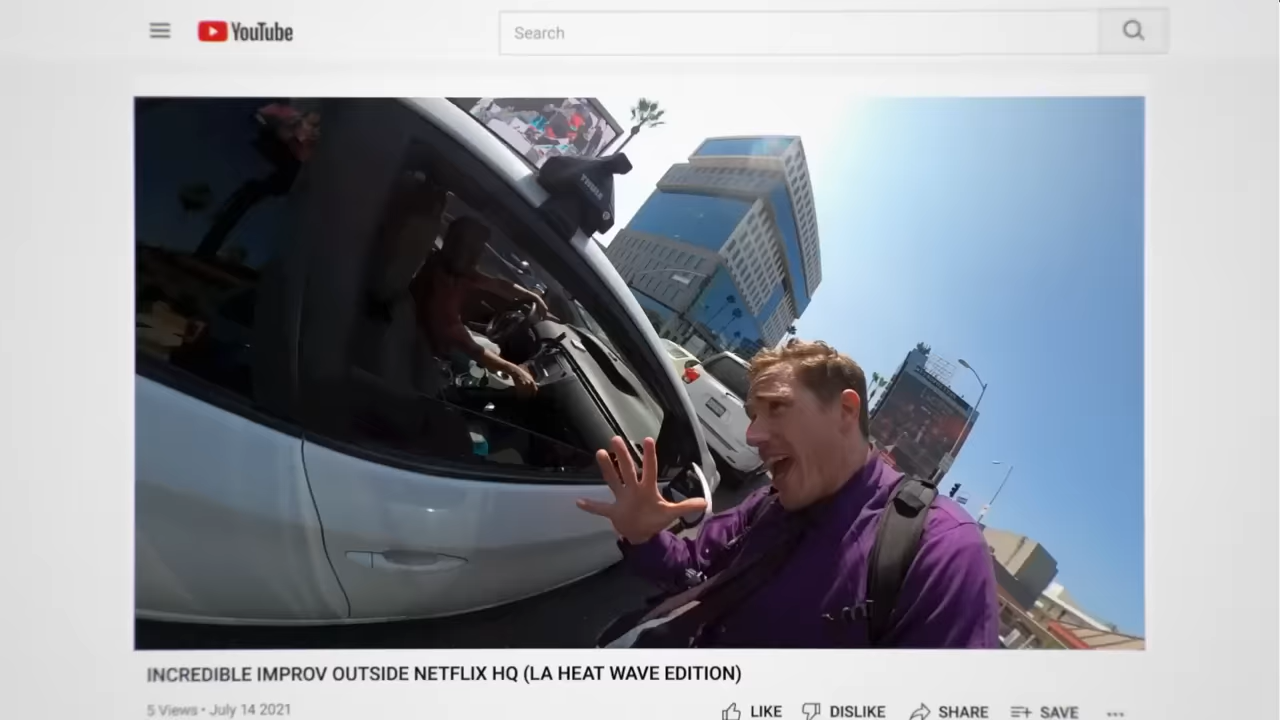 YouTube
Search
THULE
INCREDIBLE IMPROV OUTSIDE NETFLIX HQ (LA HEAT WAVE EDITION)
5 Views • July 14 2021
LIKE
DISLIKE
SHARE
SAVE